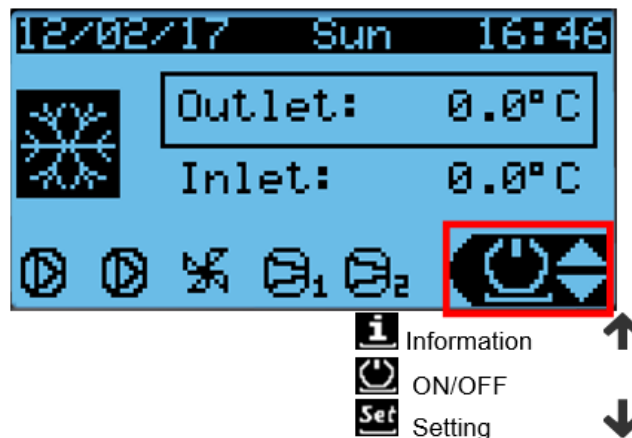 12/02/17 Sun 16:46
Outlet: 0.0°C
Inlet: 0.0°C
1 2
i Information
ON/OFF
Set Setting